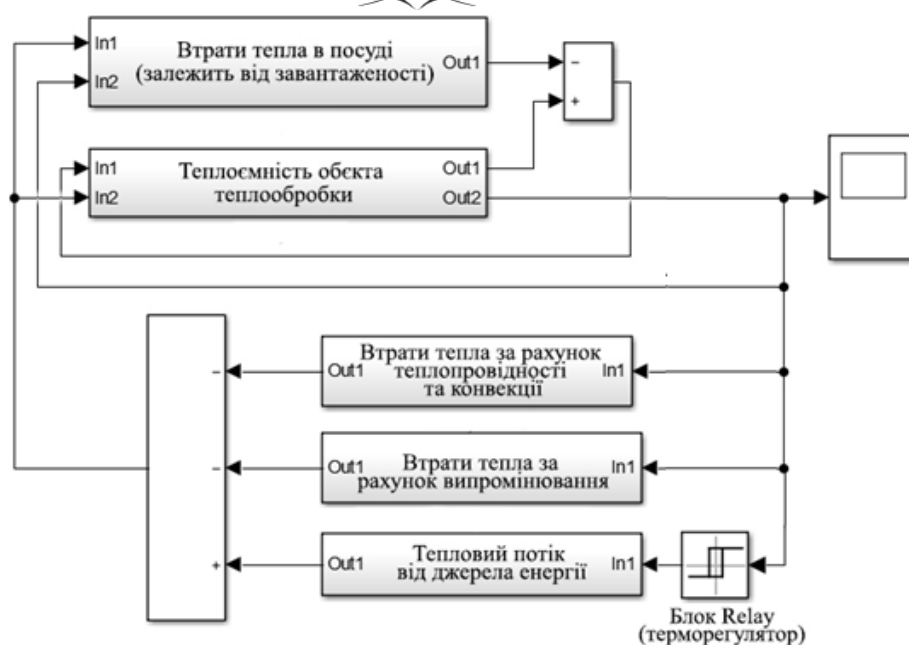 In1
Втрати тепла в посуді
Out1
(залежить від завантаженості)
In2
-
+
In1
Теплоємність обєкта
Out1
теплообробки
In2
Out2
-
Out1
Втрати тепла за рахунок
теплопровідності
та конвекції
In1
-
Out1
Втрати тепла за
рахунок випромінювання
In1
+
Out1
Тепловий потік
від джерела енергії
In1
Блок Relay
(терморегулятор)